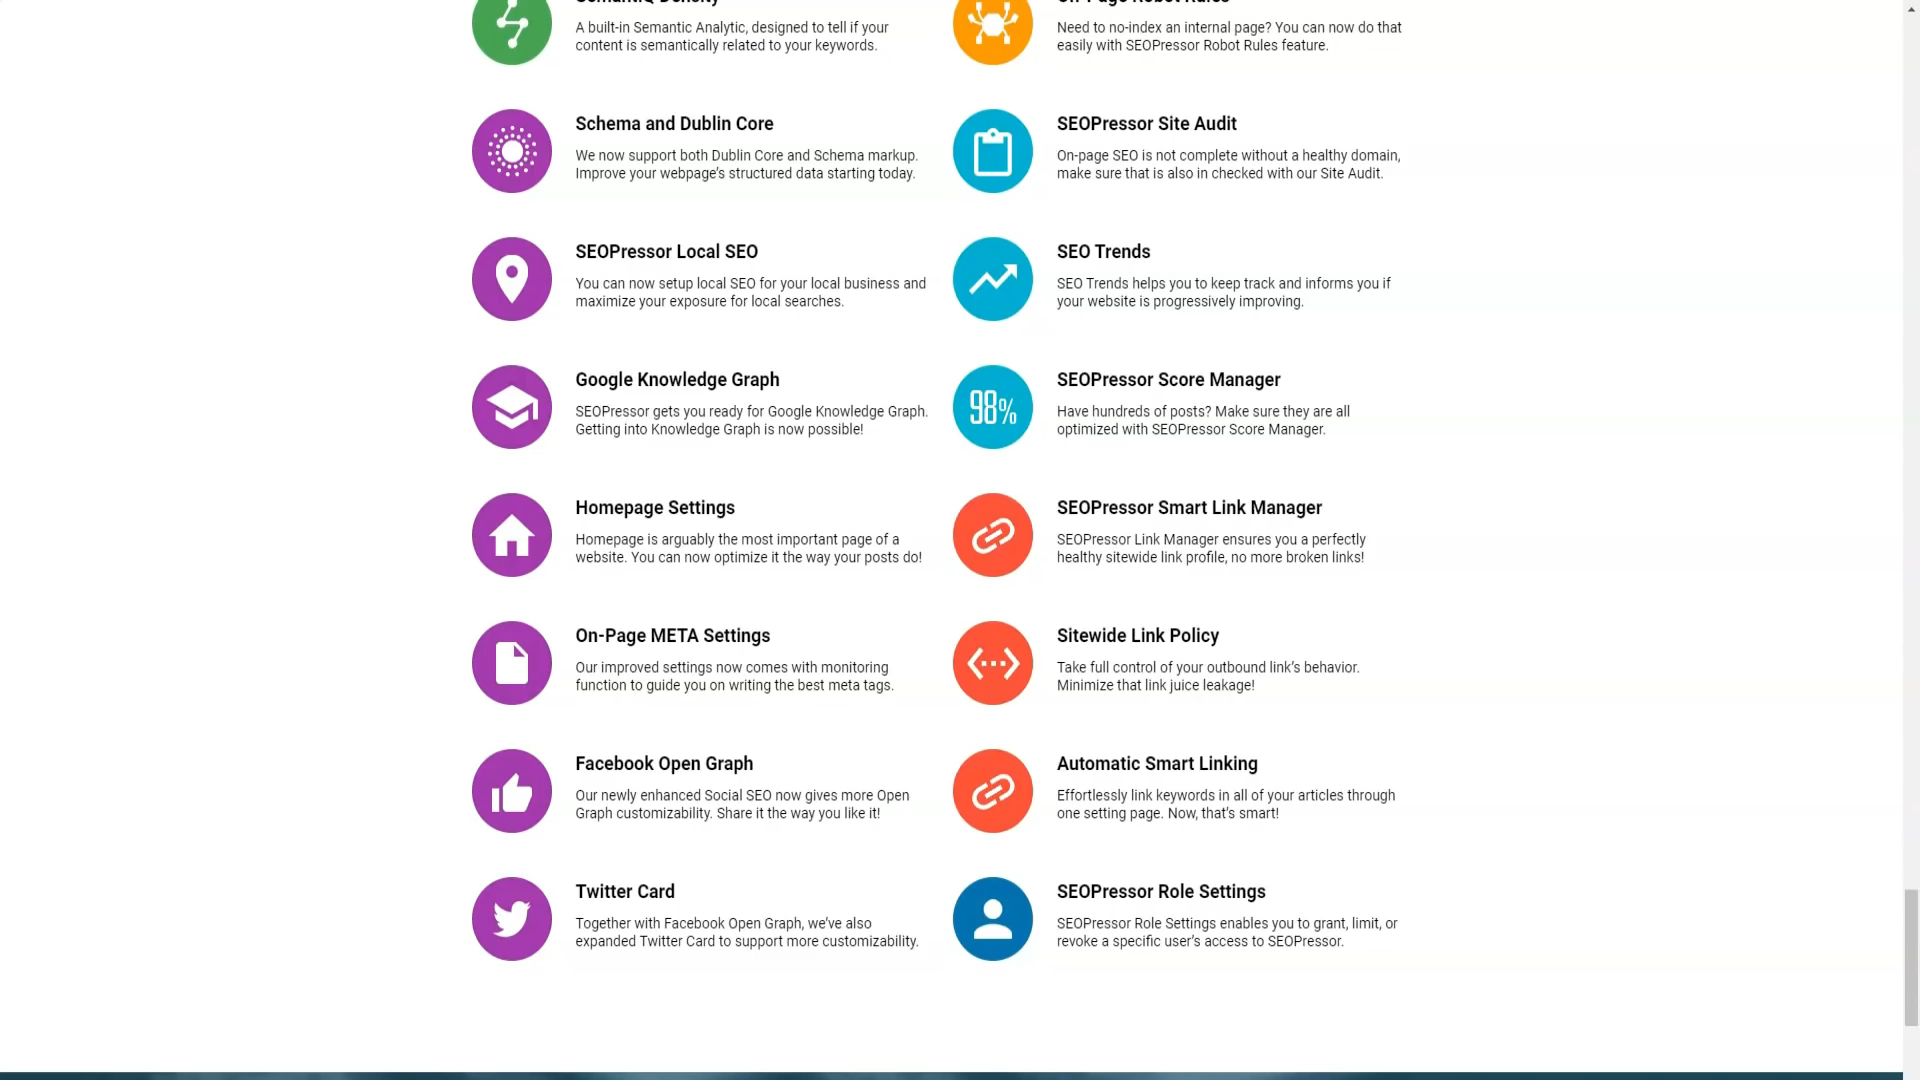 SemantIQ Density
A built-in Semantic Analytic, designed to tell if your
content is semantically related to your keywords.
On-Page Robot Rules
Need to no-index an internal page? You can now do that
easily with SEOPressor Robot Rules feature.
Schema and Dublin Core
We now support both Dublin Core and Schema markup.
Improve your webpage’s structured data starting today.
SEOPressor Site Audit
On-page SEO is not complete without a healthy domain,
make sure that is also in checked with our Site Audit.
SEOPressor Local SEO
You can now setup local SEO for your local business and
maximize your exposure for local searches.
SEO Trends
SEO Trends helps you to keep track and informs you if
your website is progressively improving.
Google Knowledge Graph
SEOPressor gets you ready for Google Knowledge Graph.
Getting into Knowledge Graph is now possible!
98%
SEOPressor Score Manager
Have hundreds of posts? Make sure they are all
optimized with SEOPressor Score Manager.
Homepage Settings
Homepage is arguably the most important page of a
website. You can now optimize it the way your posts do!
SEOPressor Smart Link Manager
SEOPressor Link Manager ensures you a perfectly
healthy sitewide link profile, no more broken links!
On-Page META Settings
Our improved settings now comes with monitoring
function to guide you on writing the best meta tags.
Sitewide Link Policy
Take full control of your outbound link’s behavior.
Minimize that link juice leakage!
Facebook Open Graph
Our newly enhanced Social SEO now gives more Open
Graph customizability. Share it the way you like it!
Automatic Smart Linking
Effortlessly link keywords in all of your articles through
one setting page. Now, that’s smart!
Twitter Card
Together with Facebook Open Graph, we’ve also
expanded Twitter Card to support more customizability.
SEOPressor Role Settings
SEOPressor Role Settings enables you to grant, limit, or
revoke a specific user’s access to SEOPressor.